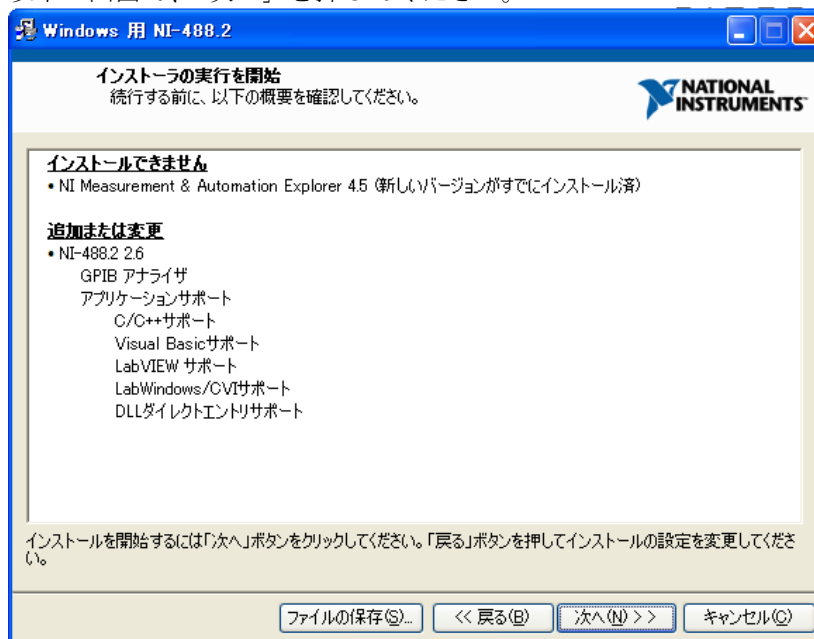 Windows 用 NI-488.2
インストーラの実行を開始
続行する前に、以下の概要を確認してください。
NATIONAL
INSTRUMENTS
インストールできません
• NI Measurement & Automation Explorer 4.5 (新しいバージョンがすでにインストール済)
追加または変更
• NI-488.2 2.6
GPIB アナライザ
アプリケーションサポート
C/C++サポート
Visual Basicサポート
LabVIEW サポート
LabWindows/CVIサポート
DLLダイレクトエントリサポート
インストールを開始するには「次へ」ボタンをクリックしてください。「戻る」ボタンを押してインストールの設定を変更してくださ
い。
ファイルの保存(S)... << 戻る(B) 次へ(N) >> キャンセル(C)